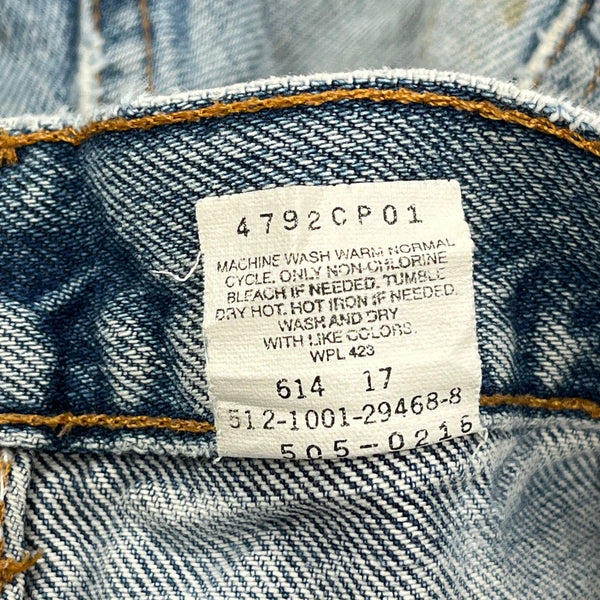 4792CP01
MACHINE WASH WARM NORMAL
CYCLE. ONLY NON-CHLORINE
BLEACH IF NEEDED. TUMBLE
DRY HOT. HOT IRON IF NEEDED.
WASH AND DRY
WITH LIKE COLORS.
WPL 423
614 17
512-1001-29468-8
505-0216